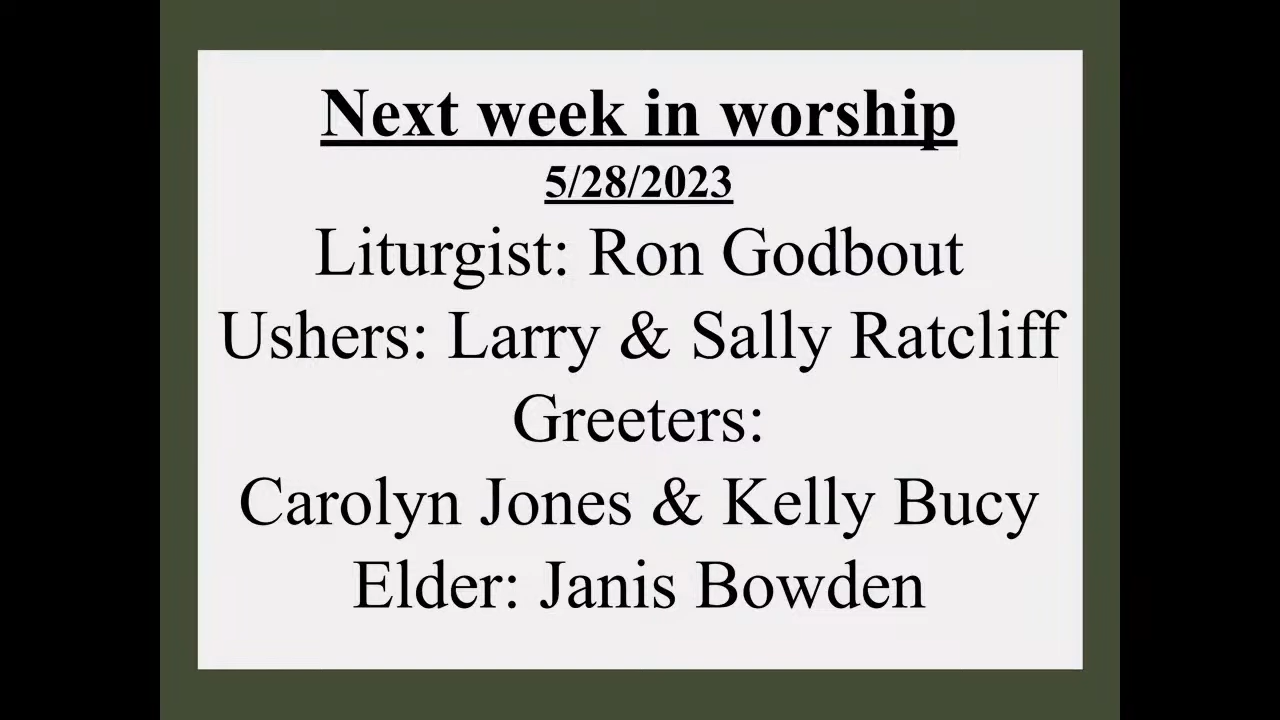 Next week in worship
5/28/2023
Liturgist: Ron Godbout
Ushers: Larry & Sally Ratcliff
Greeters:
Carolyn Jones & Kelly Bucy
Elder: Janis Bowden